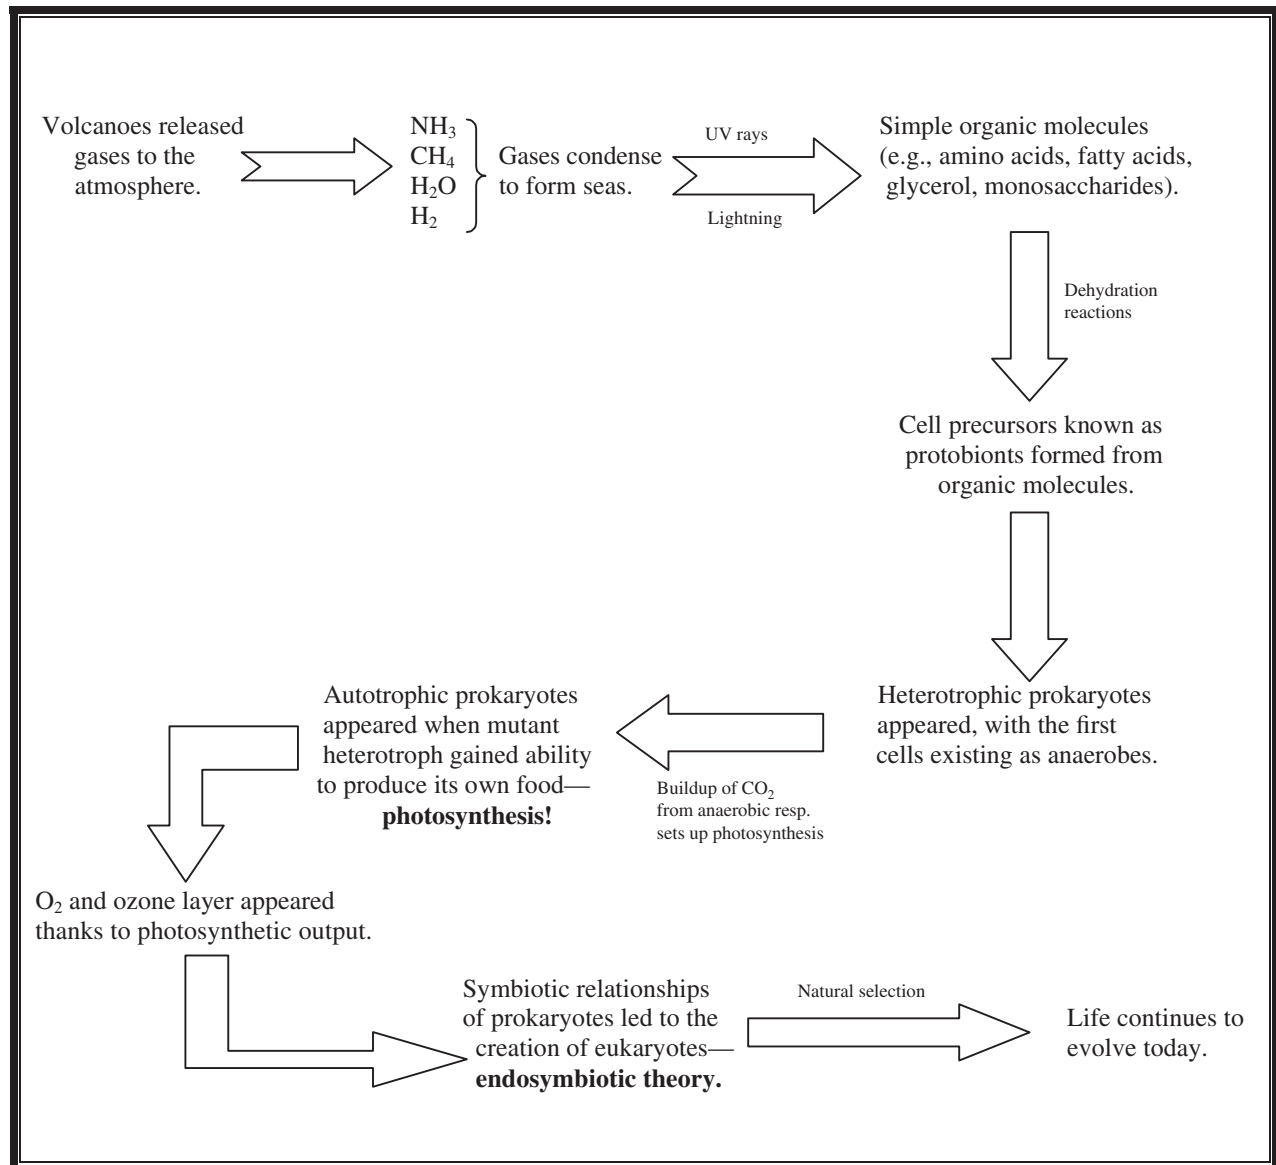 Volcanoes released
gases to the
atmosphere.
NH₃
CH₄
H₂O
H₂
Gases condense
to form seas.
UV rays
Lightning
Simple organic molecules
(e.g., amino acids, fatty acids,
glycerol, monosaccharides).
Dehydration
reactions
Cell precursors known as
protobionts formed from
organic molecules.
Heterotrophic prokaryotes
appeared, with the first
cells existing as anaerobes.
Buildup of CO₂
from anaerobic resp.
sets up photosynthesis
Autotrophic prokaryotes
appeared when mutant
heterotroph gained ability
to produce its own food—
photosynthesis!
O₂ and ozone layer appeared
thanks to photosynthetic output.
Symbiotic relationships
of prokaryotes led to the
creation of eukaryotes—
endosymbiotic theory.
Natural selection
Life continues to
evolve today.